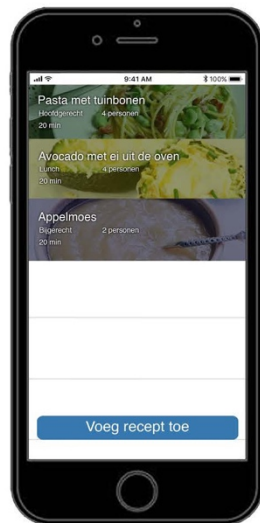 9:41 AM 100%
Pasta met tuinbonen
Hoofdgerecht 4 personen
20 min
Avocado met ei uit de oven
Lunch 4 personen
20 min
Appelmoes
Bijgerecht 2 personen
20 min
Voeg recept toe